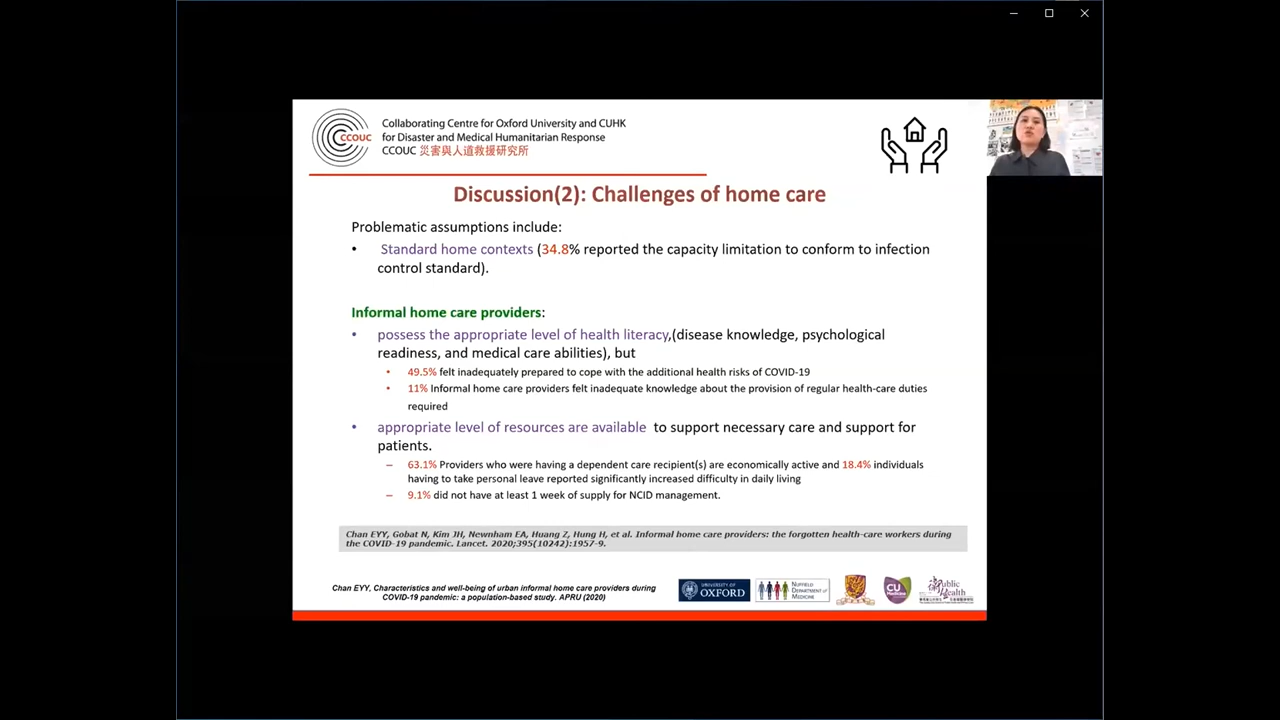 Collaborating Centre for Oxford University and CUHK
for Disaster and Medical Humanitarian Response
CCOUC 災害與人道救援研究所
CCOUC
Discussion(2): Challenges of home care
Problematic assumptions include:
• Standard home contexts (34.8% reported the capacity limitation to conform to infection
control standard).
Informal home care providers:
• possess the appropriate level of health literacy,(disease knowledge, psychological
readiness, and medical care abilities), but
• 49.5% felt inadequately prepared to cope with the additional health risks of COVID-19
• 11% Informal home care providers felt inadequate knowledge about the provision of regular health-care duties
required
• appropriate level of resources are available to support necessary care and support for
patients.
– 63.1% Providers who were having a dependent care recipient(s) are economically active and 18.4% individuals
having to take personal leave reported significantly increased difficulty in daily living
– 9.1% did not have at least 1 week of supply for NCID management.
Chan EYY, Gobat N, Kim JH, Newnham EA, Huang Z, Hung H, et al. Informal home care providers: the forgotten health-care workers during
the COVID-19 pandemic. Lancet. 2020;395(10242):1957-9.
Chan EYY, Characteristics and well-being of urban informal home care providers during
COVID-19 pandemic: a population-based study. APRU (2020)
UNIVERSITY OF
OXFORD
NUFFIELD
DEPARTMENT OF
MEDICINE
CU
Medicine
Public
Health